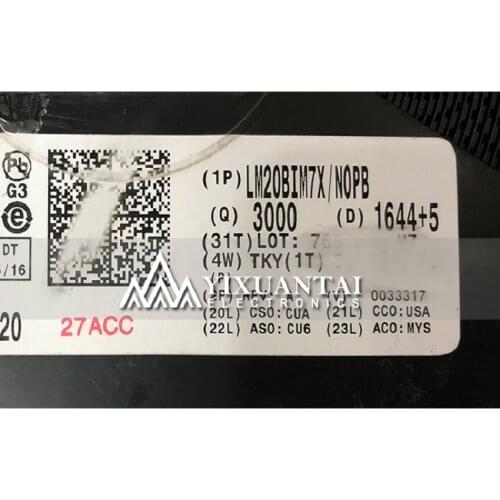 G3
e
DT
/16
20
27ACC
(1P) LM20BIM7X/NOPB
(Q) 3000 (D) 1644+5
(31T)LOT:
(4W) TKY(1T)
0033317
(20L) CSO:CUA (21L) CCO:USA
(22L) ASO:CU6 (23L) ACO:MYS
YIXUANTAI
ELECTRONICS